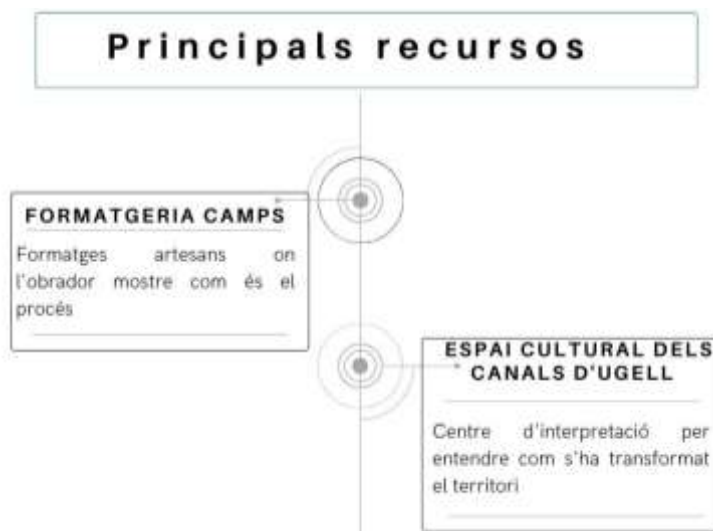 Principals recursos
FORMATGERIA CAMPS
Formatges artesans on
l'obrador mostre com és el
procés
ESPAI CULTURAL DELS
CANALS D'UGELL
Centre d'interpretació per
entendre com s'ha transformat
el territori